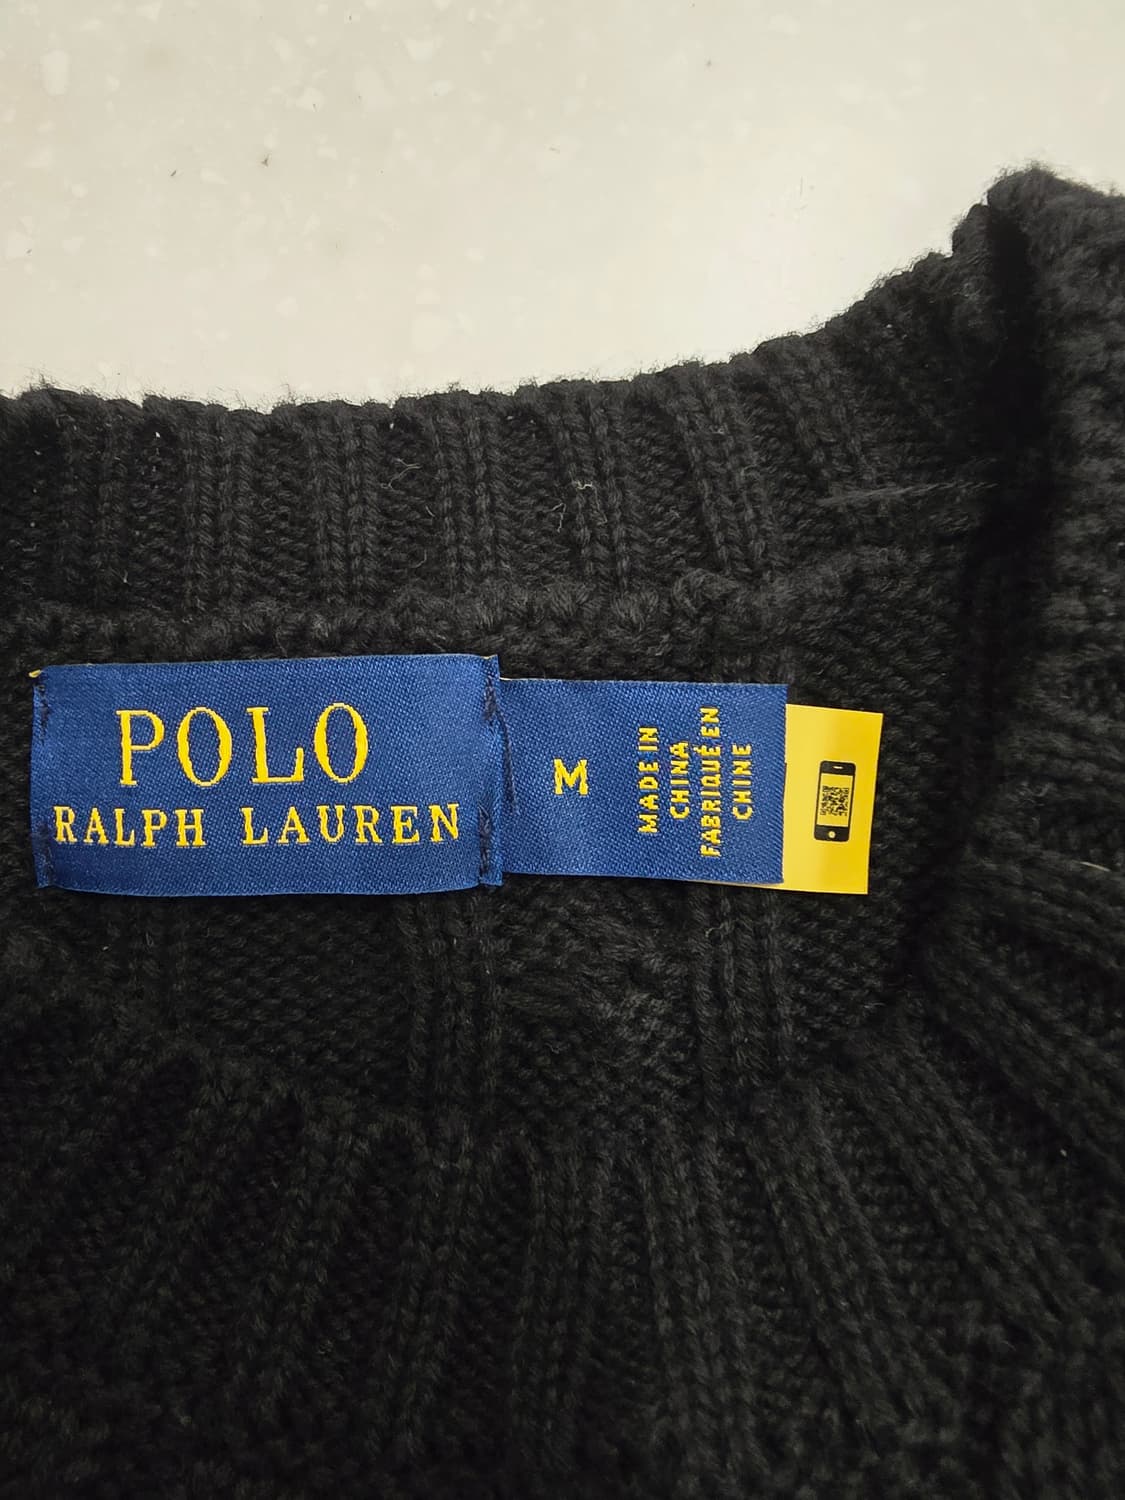 POLO
RALPH LAUREN
M
MADE IN
CHINA
FABRIQUÉ EN
CHINE